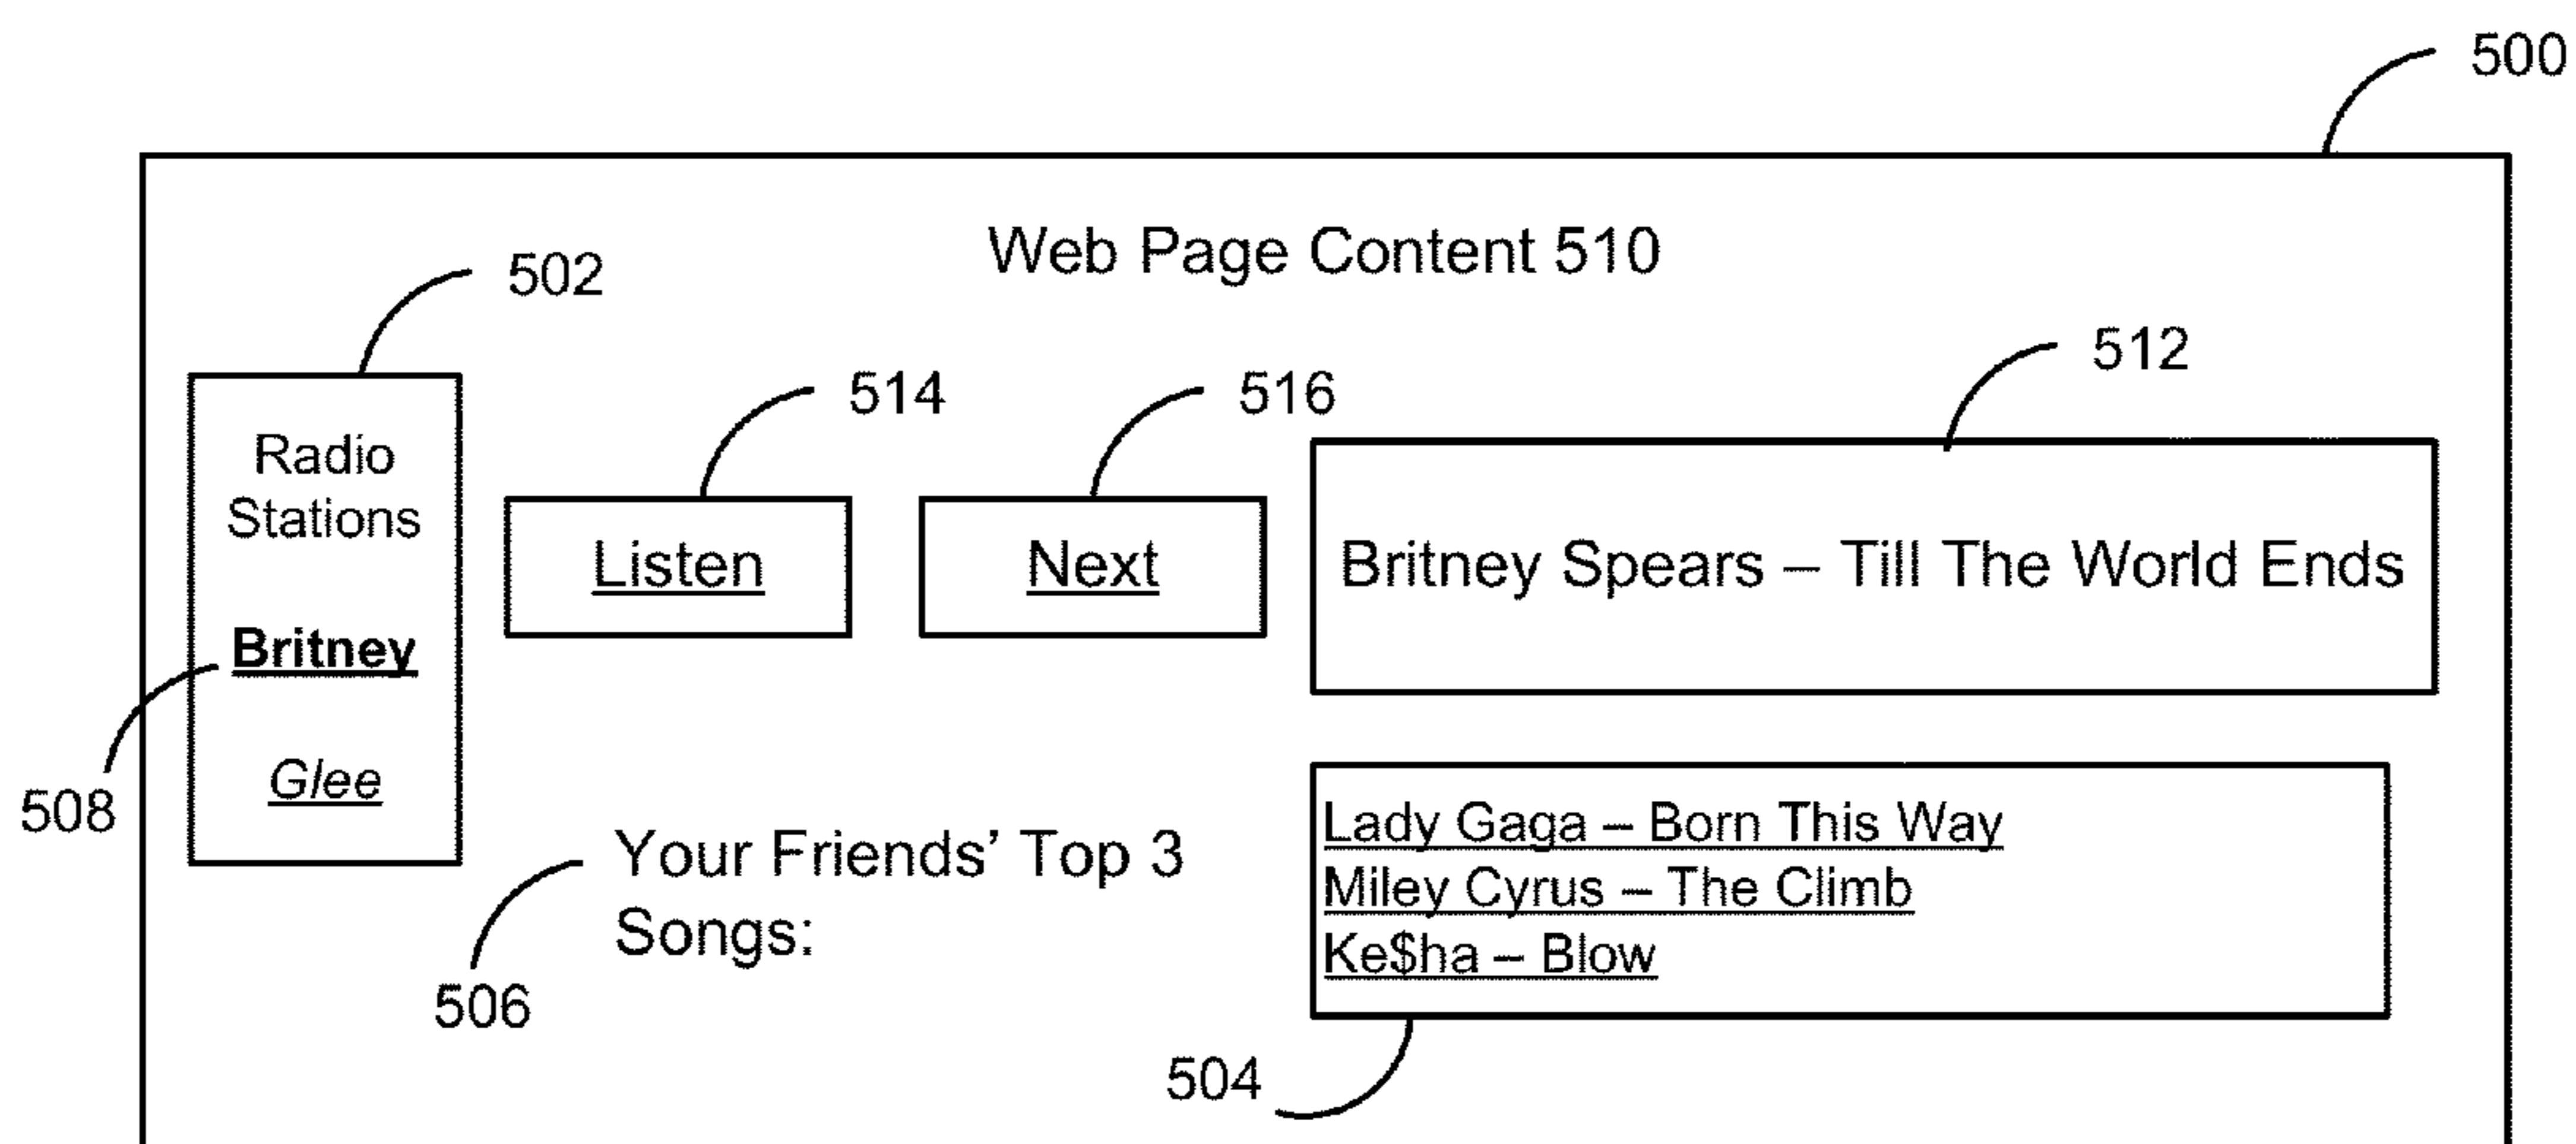 500
Web Page Content 510
502
512
514
516
Radio
Stations
Listen
Next
Britney Spears – Till The World Ends
Britney
Glee
508
Your Friends’ Top 3
Songs:
506
Lady Gaga – Born This Way
Miley Cyrus – The Climb
Ke$ha – Blow
504